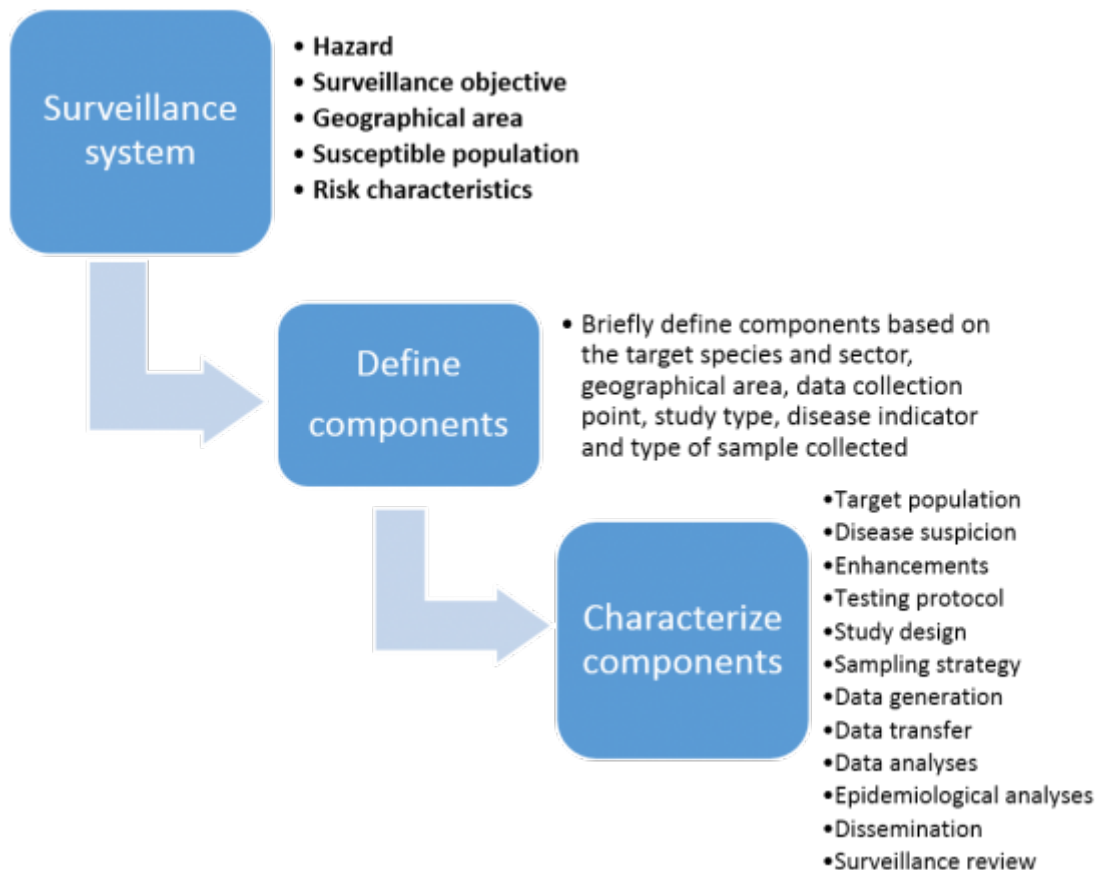 Surveillance
system
• Hazard
• Surveillance objective
• Geographical area
• Susceptible population
• Risk characteristics
Define
components
• Briefly define components based on
the target species and sector,
geographical area, data collection
point, study type, disease indicator
and type of sample collected
Characterize
components
•Target population
•Disease suspicion
•Enhancements
•Testing protocol
•Study design
•Sampling strategy
•Data generation
•Data transfer
•Data analyses
•Epidemiological analyses
•Dissemination
•Surveillance review